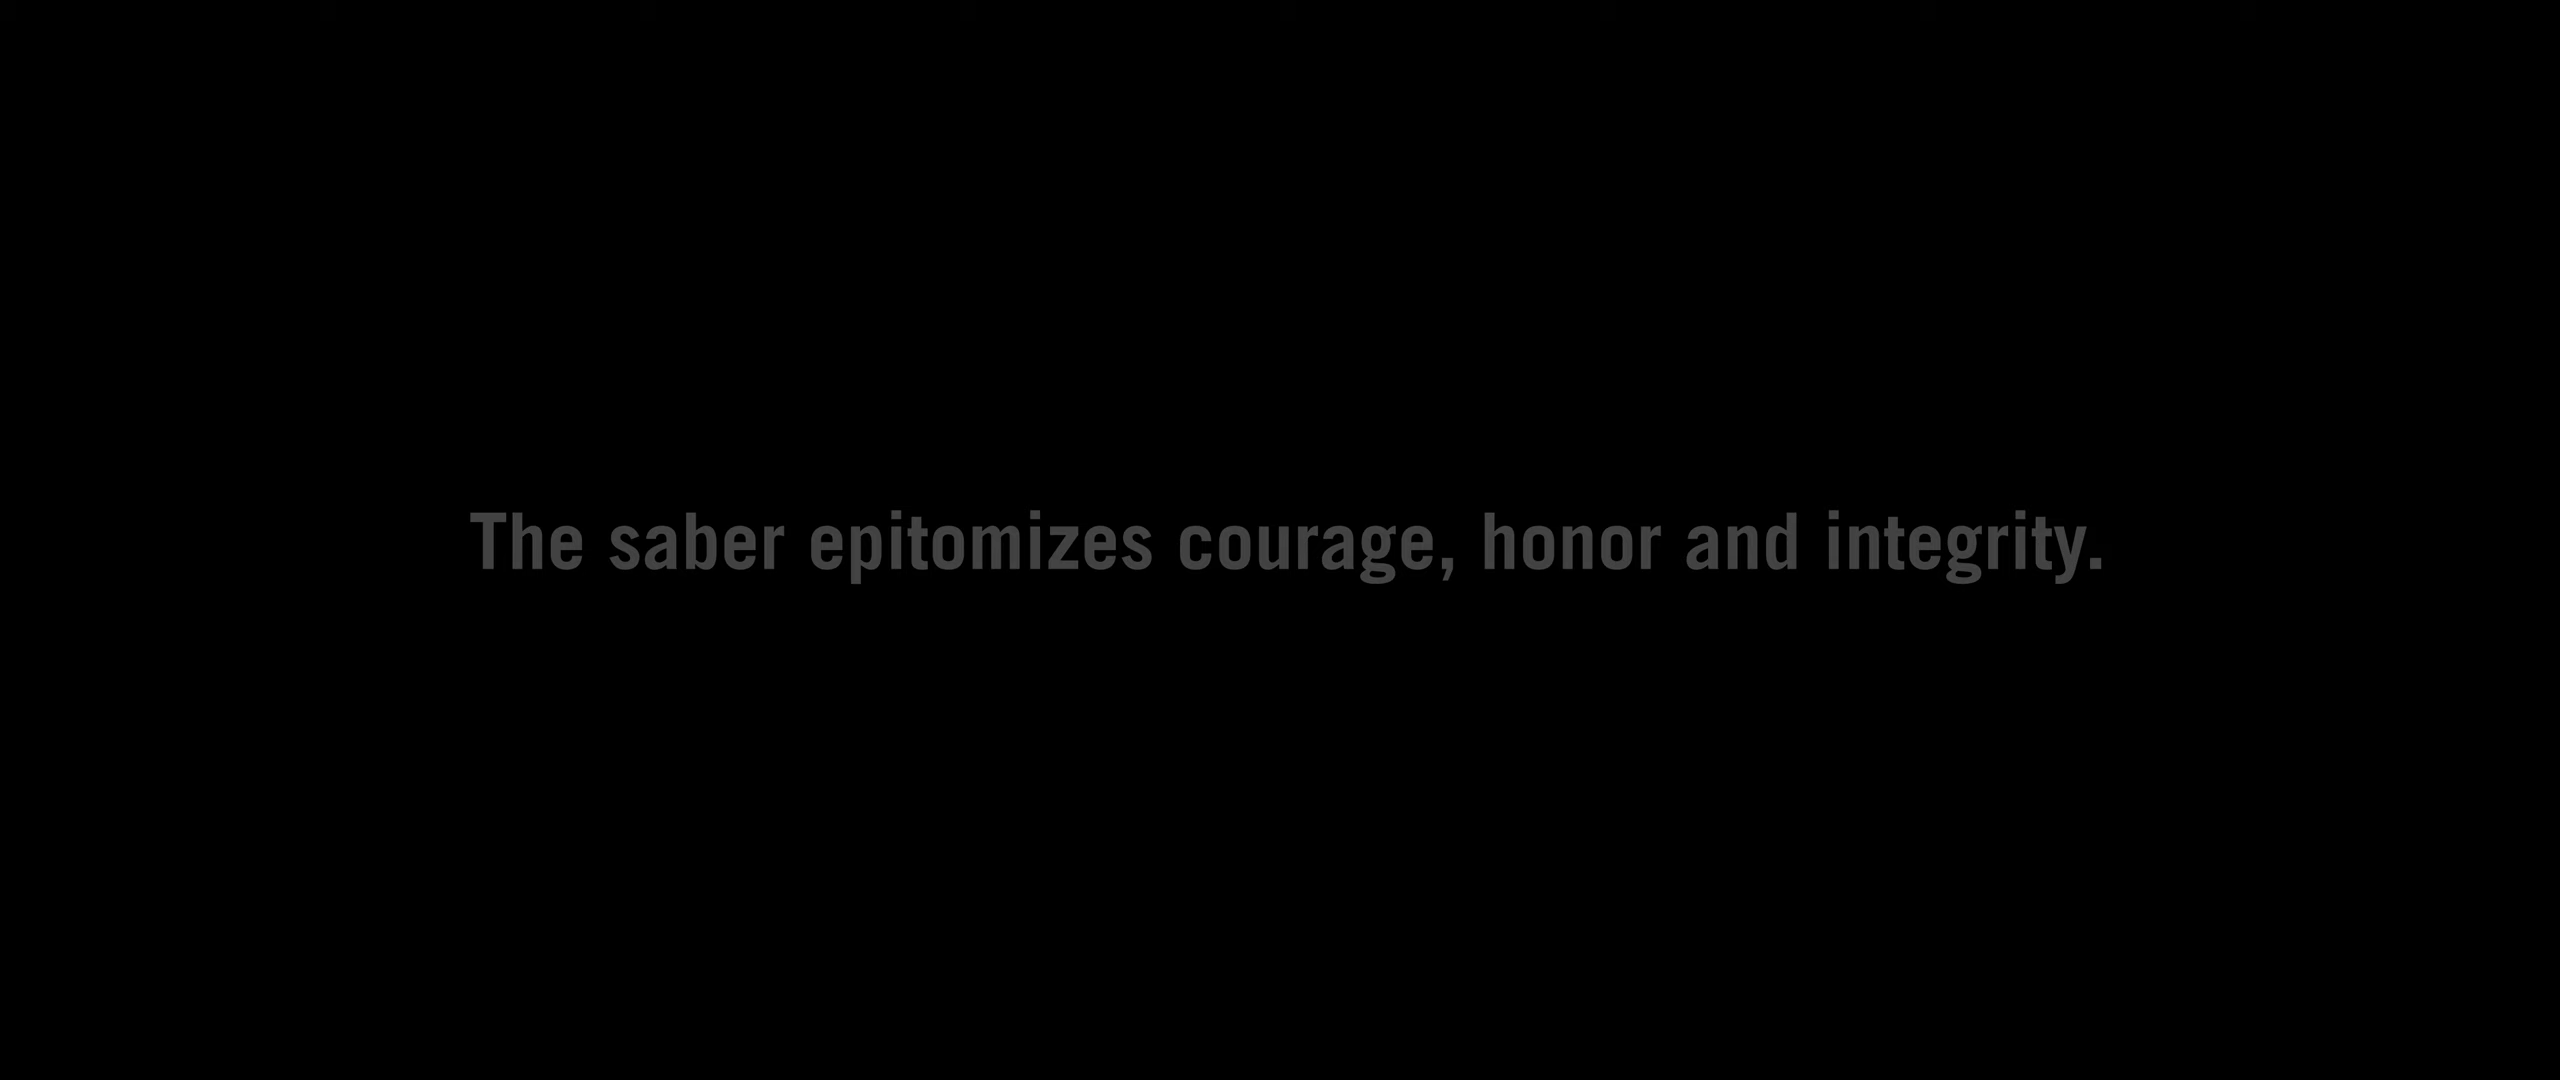 The saber epitomizes courage, honor and integrity.